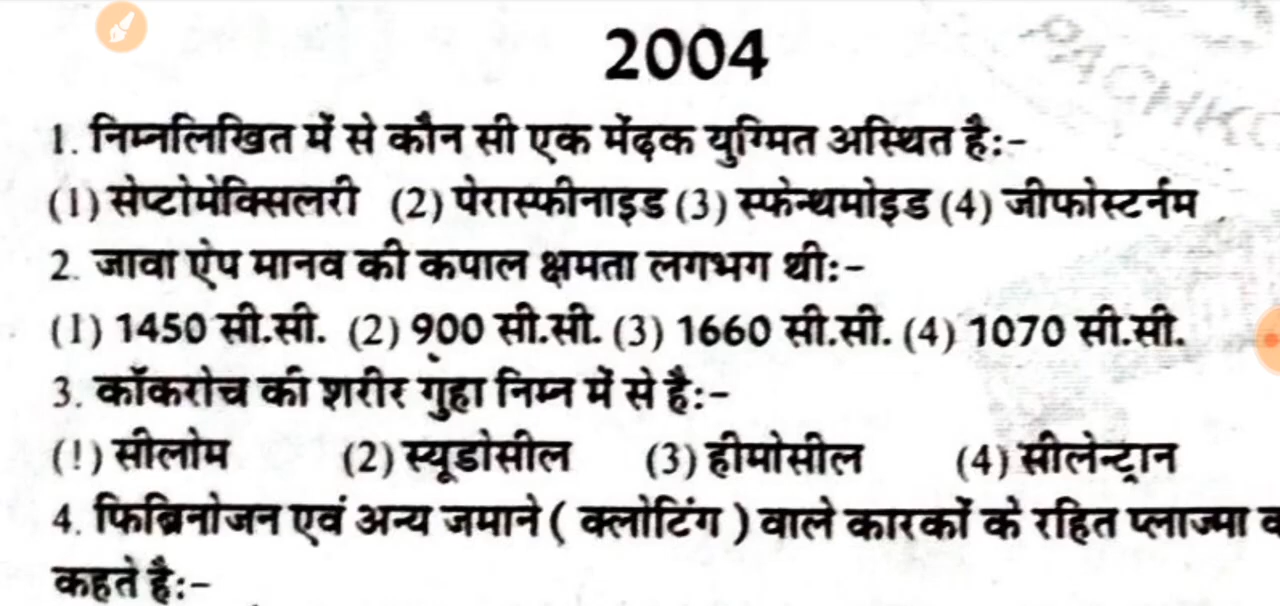 2004
PACHKO
1. निम्नलिखित में से कौन सी एक मेंढ़क युग्मित अस्थित है:-
(1) सेप्टोमेक्सिलरी (2) पेरास्फीनाइड (3) स्फेन्थमोइड (4) जीफोस्टर्नम
2. जावा ऐप मानव की कपाल क्षमता लगभग थी:-
(1) 1450 सी.सी. (2) 900 सी.सी. (3) 1660 सी.सी. (4) 1070 सी.सी.
3. कॉकरोच की शरीर गुहा निम्न में से है:-
(!) सीलोम (2) स्यूडोसील (3) हीमोसील (4) सीलेन्ट्रान
4. फिब्रिनोजन एवं अन्य जमाने ( क्लोटिंग ) वाले कारकों के रहित प्लाज्मा
कहते है:-